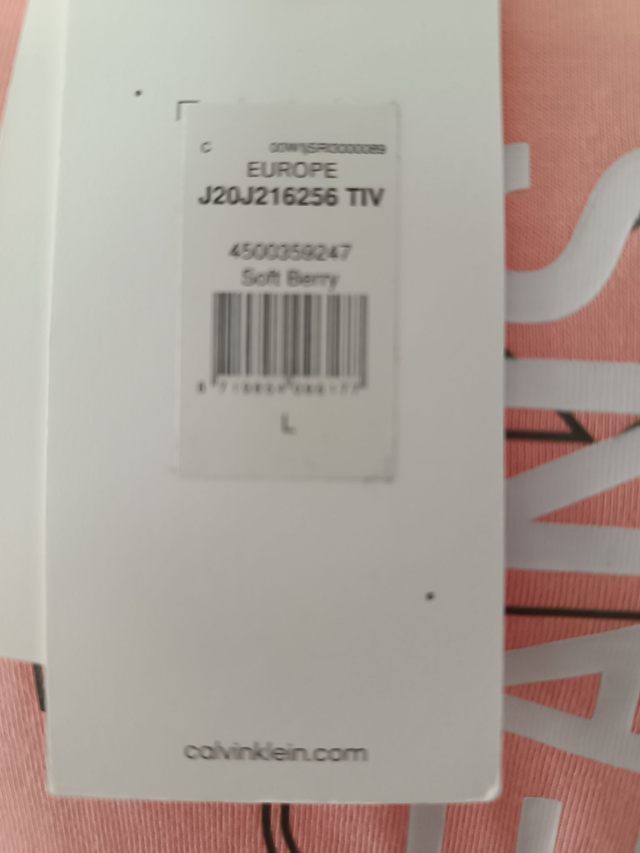 C
EUROPE
J20J216256 TIV
4500359247
Soft Berry
L
calvinklein.com